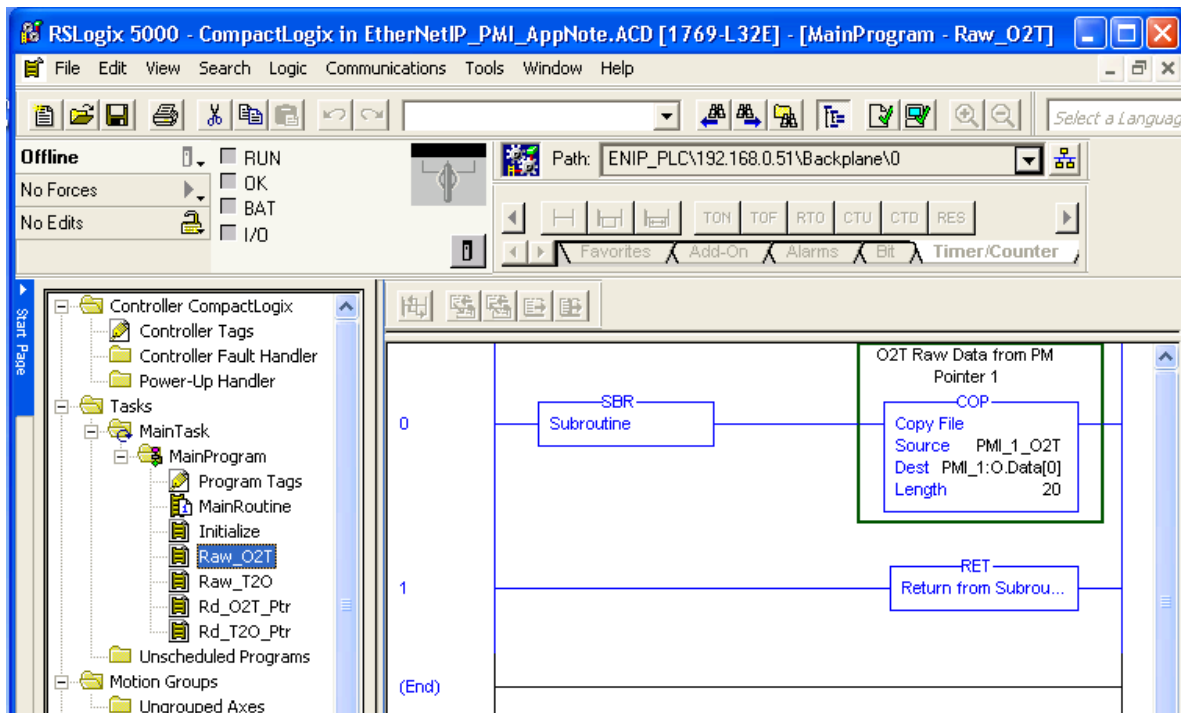 RSLogix 5000 - CompactLogix in EtherNetIP_PMI_AppNote.ACD [1769-L32E] - [MainProgram - Raw_O2T]
File Edit View Search Logic Communications Tools Window Help
Select a Languag
Offline
RUN
No Forces
OK
No Edits
BAT
I/O
Path: ENIP_PLC\192.168.0.51\Backplane\0
TON TOF RTO CTU CTD RES
Favorites Add-On Alarms Bit Timer/Counter
Start Page
Controller CompactLogix
Controller Tags
Controller Fault Handler
Power-Up Handler
Tasks
MainTask
MainProgram
Program Tags
MainRoutine
Initialize
Raw_O2T
Raw_T2O
Rd_O2T_Ptr
Rd_T2O_Ptr
Unscheduled Programs
Motion Groups
Ungrouped Axes
O2T Raw Data from PM
Pointer 1
0
SBR
Subroutine
COP
Copy File
Source PMI_1_O2T
Dest PMI_1:O.Data[0]
Length 20
1
RET
Return from Subrou...
(End)